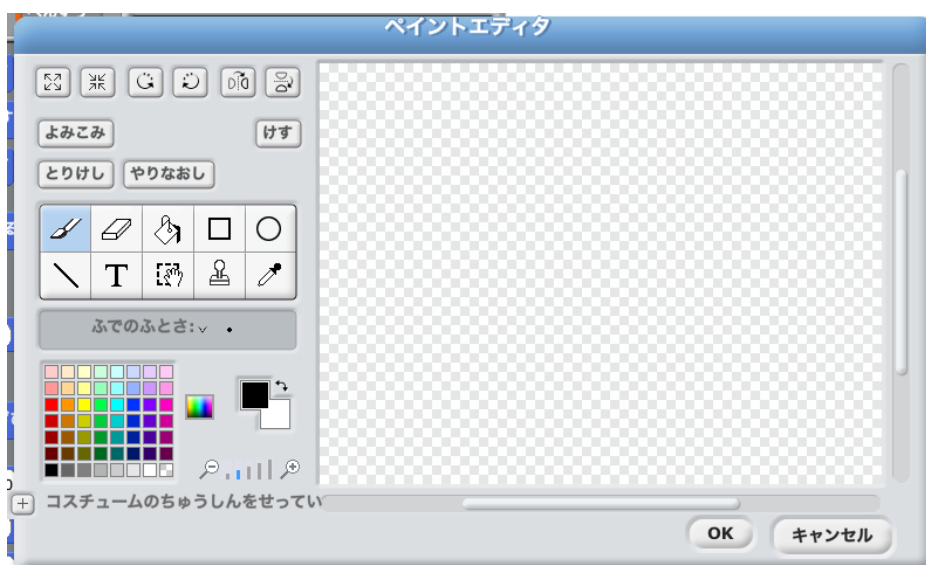 ペイントエディタ
よみこみ
けす
とりけし
やりなおし
T
ふでのふとさ:
コスチュームのちゅうしんをせってい
OK
キャンセル